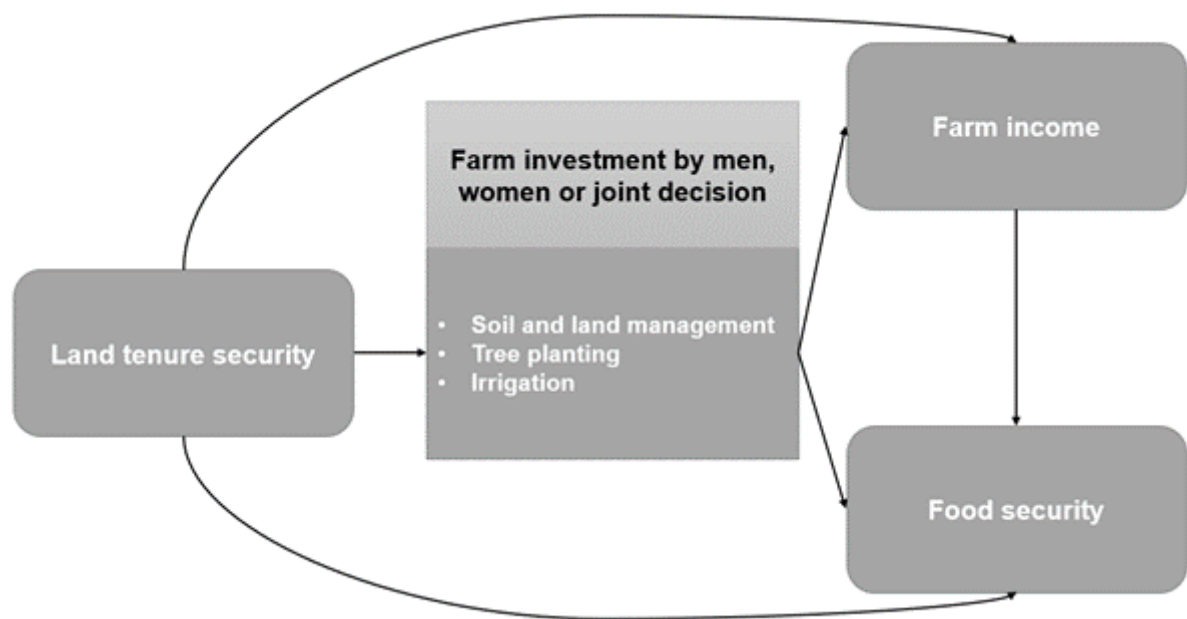 Farm income
Farm investment by men,
women or joint decision
Land tenure security
• Soil and land management
• Tree planting
• Irrigation
Food security